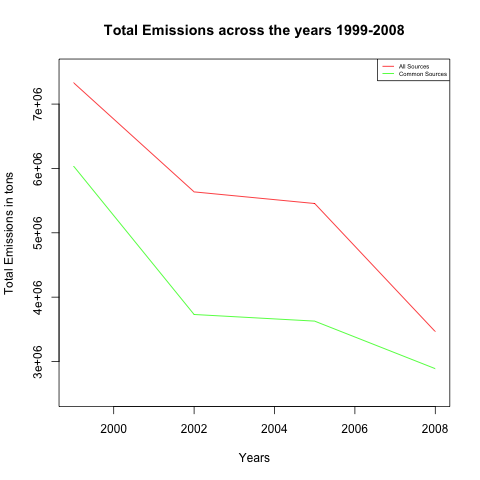 Total Emissions across the years 1999-2008
All Sources
Common Sources
7e+06
6e+06
5e+06
4e+06
3e+06
Total Emissions in tons
2000 2002 2004 2006 2008
Years